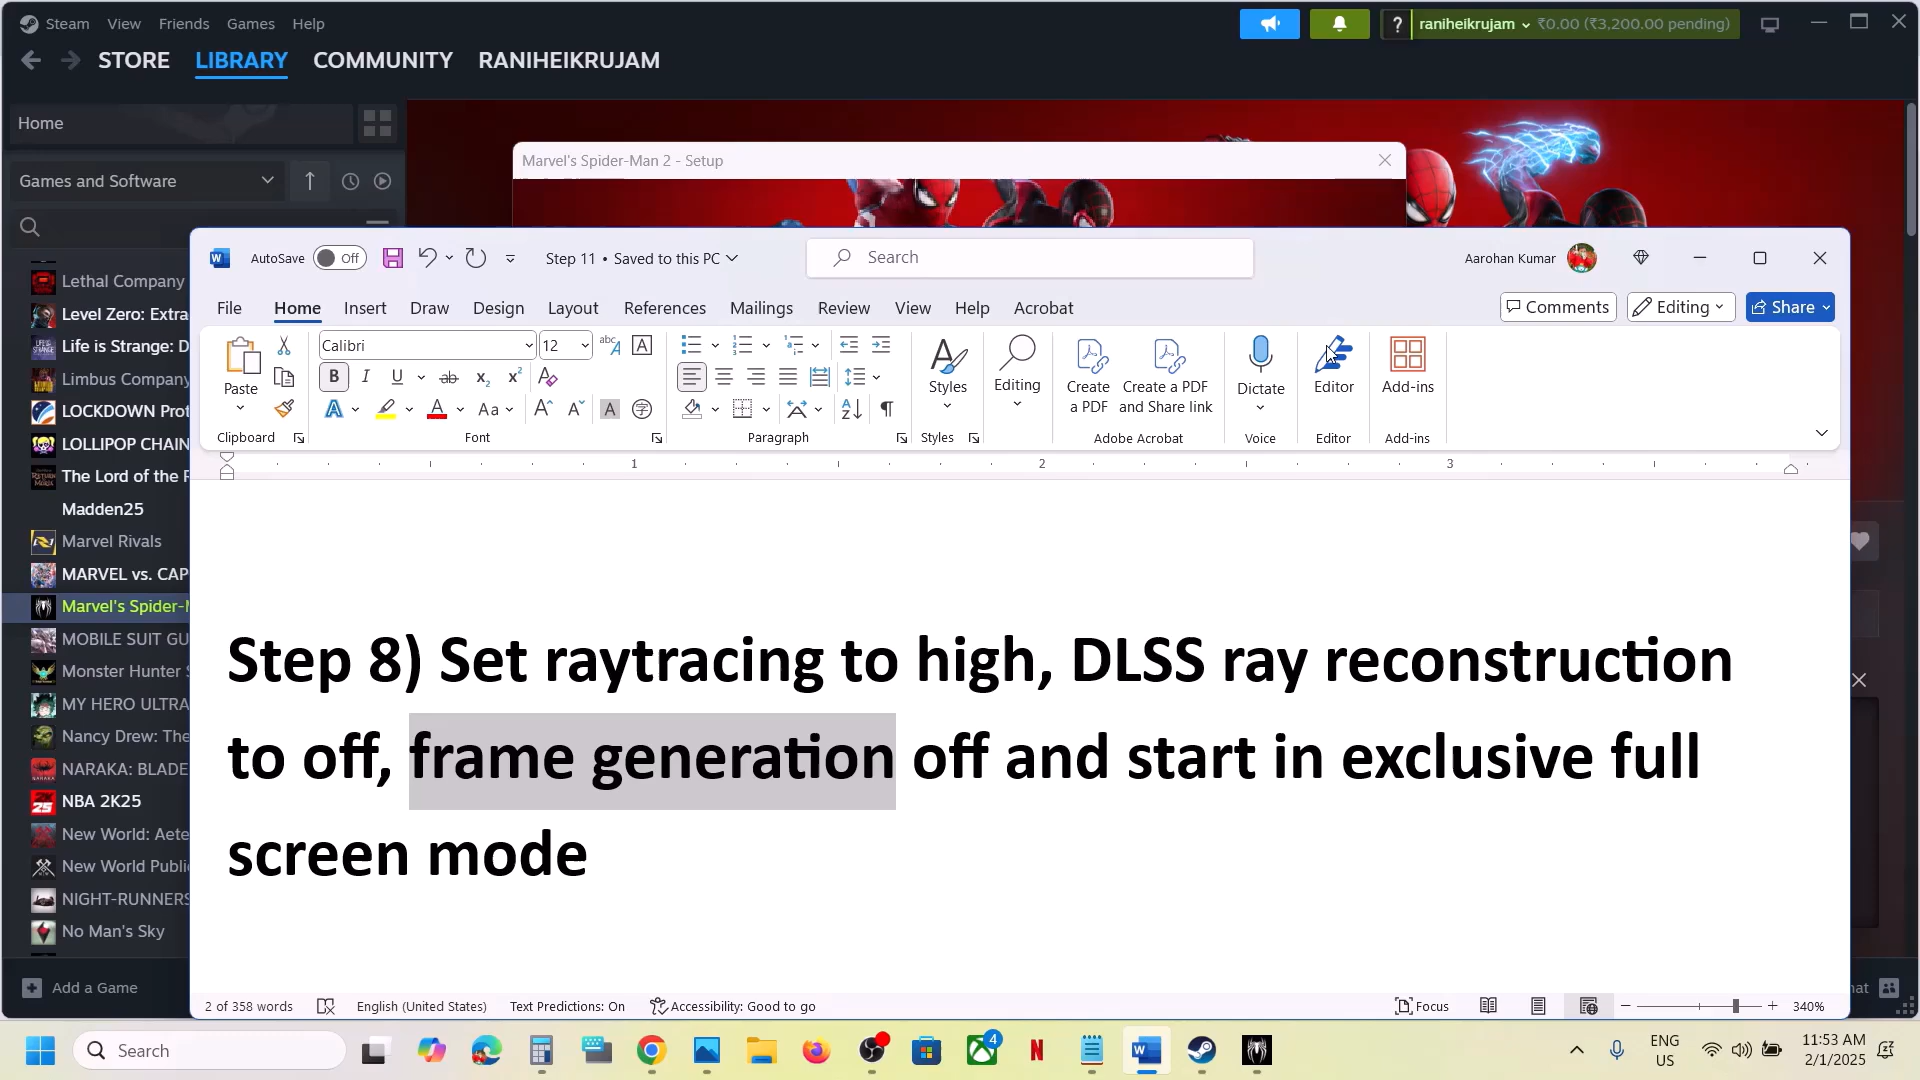 Steam View Friends Games Help
raniheikrujam ₹0.00 (₹3,200.00 pending)
STORE LIBRARY COMMUNITY RANIHEIKRUJAM
Home
Games and Software
Marvel's Spider-Man 2 - Setup
Lethal Company
Level Zero: Extra
Life is Strange: D
Limbus Company
LOCKDOWN Prot
LOLLIPOP CHAIN
The Lord of the R
Madden25
Marvel Rivals
MARVEL vs. CAP
Marvel's Spider-M
MOBILE SUIT GU
Monster Hunter S
MY HERO ULTRA
Nancy Drew: The
NARAKA: BLADE
NBA 2K25
New World: Aete
New World Public
NIGHT-RUNNERS
No Man's Sky
Add a Game
AutoSave Off Step 11 • Saved to this PC Search Aarohan Kumar
File Home Insert Draw Design Layout References Mailings Review View Help Acrobat Comments Editing Share
Calibri 12
Paste Styles Editing Create a PDF Create a PDF and Share link Dictate Editor Add-ins
Clipboard Font Paragraph Styles Adobe Acrobat Voice Editor Add-ins
1 2 3
Step 8) Set raytracing to high, DLSS ray reconstruction
to off, frame generation off and start in exclusive full
screen mode
2 of 358 words English (United States) Text Predictions: On Accessibility: Good to go Focus 340%
Search 4 ENG US 11:53 AM 2/1/2025